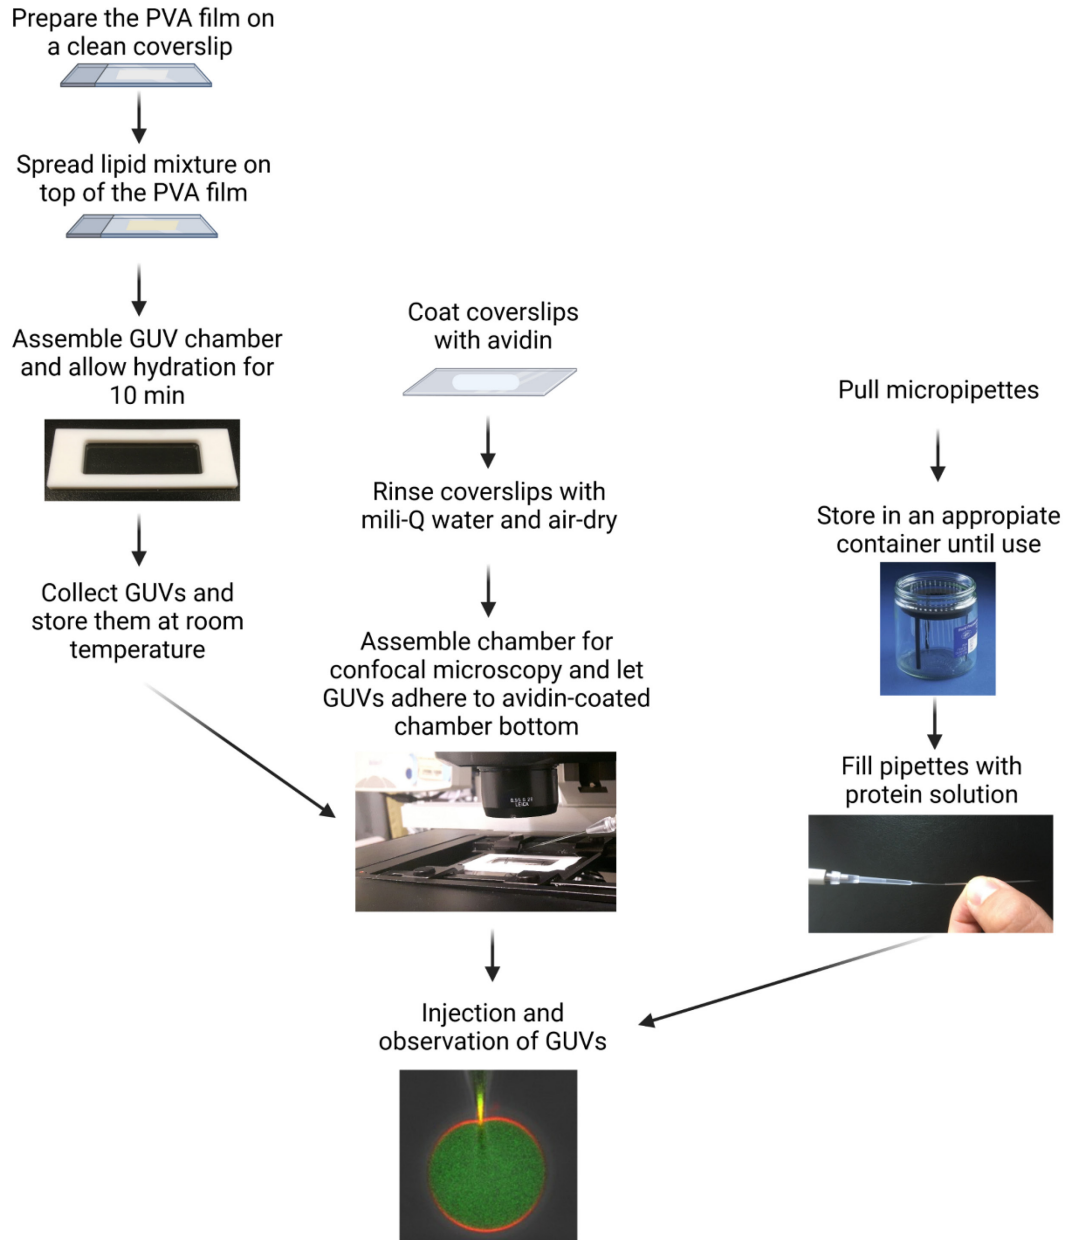 Prepare the PVA film on
a clean coverslip
Spread lipid mixture on
top of the PVA film
Assemble GUV chamber
and allow hydration for
10 min
Collect GUVs and
store them at room
temperature
Coat coverslips
with avidin
Rinse coverslips with
mili-Q water and air-dry
Assemble chamber for
confocal microscopy and let
GUVs adhere to avidin-coated
chamber bottom
LEICA
Pull micropipettes
Store in an appropiate
container until use
Fill pipettes with
protein solution
Injection and
observation of GUVs